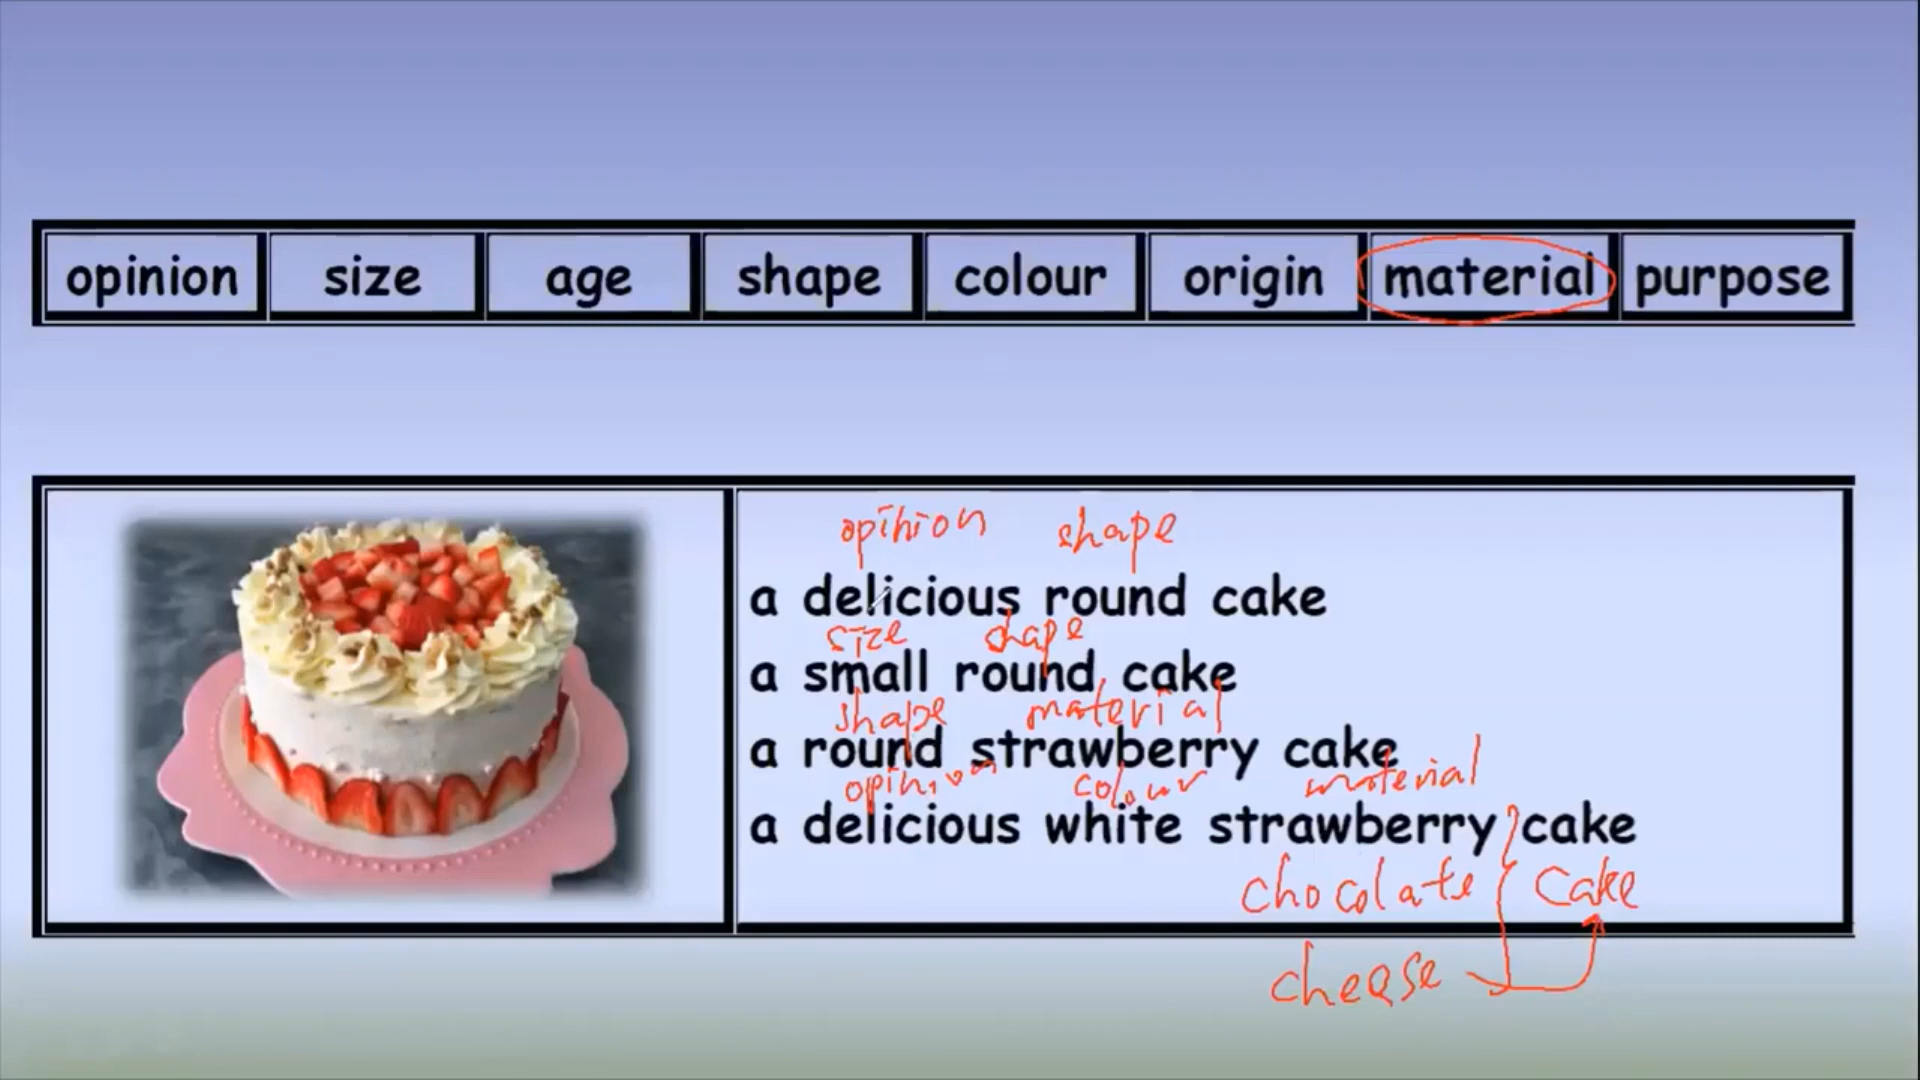 opinion size age shape colour origin material purpose
opinion shape
a delicious round cake
size shape
a small round cake
shape material
a round strawberry cake
opinion colour material
a delicious white strawberry cake
chocolate cake
cheese